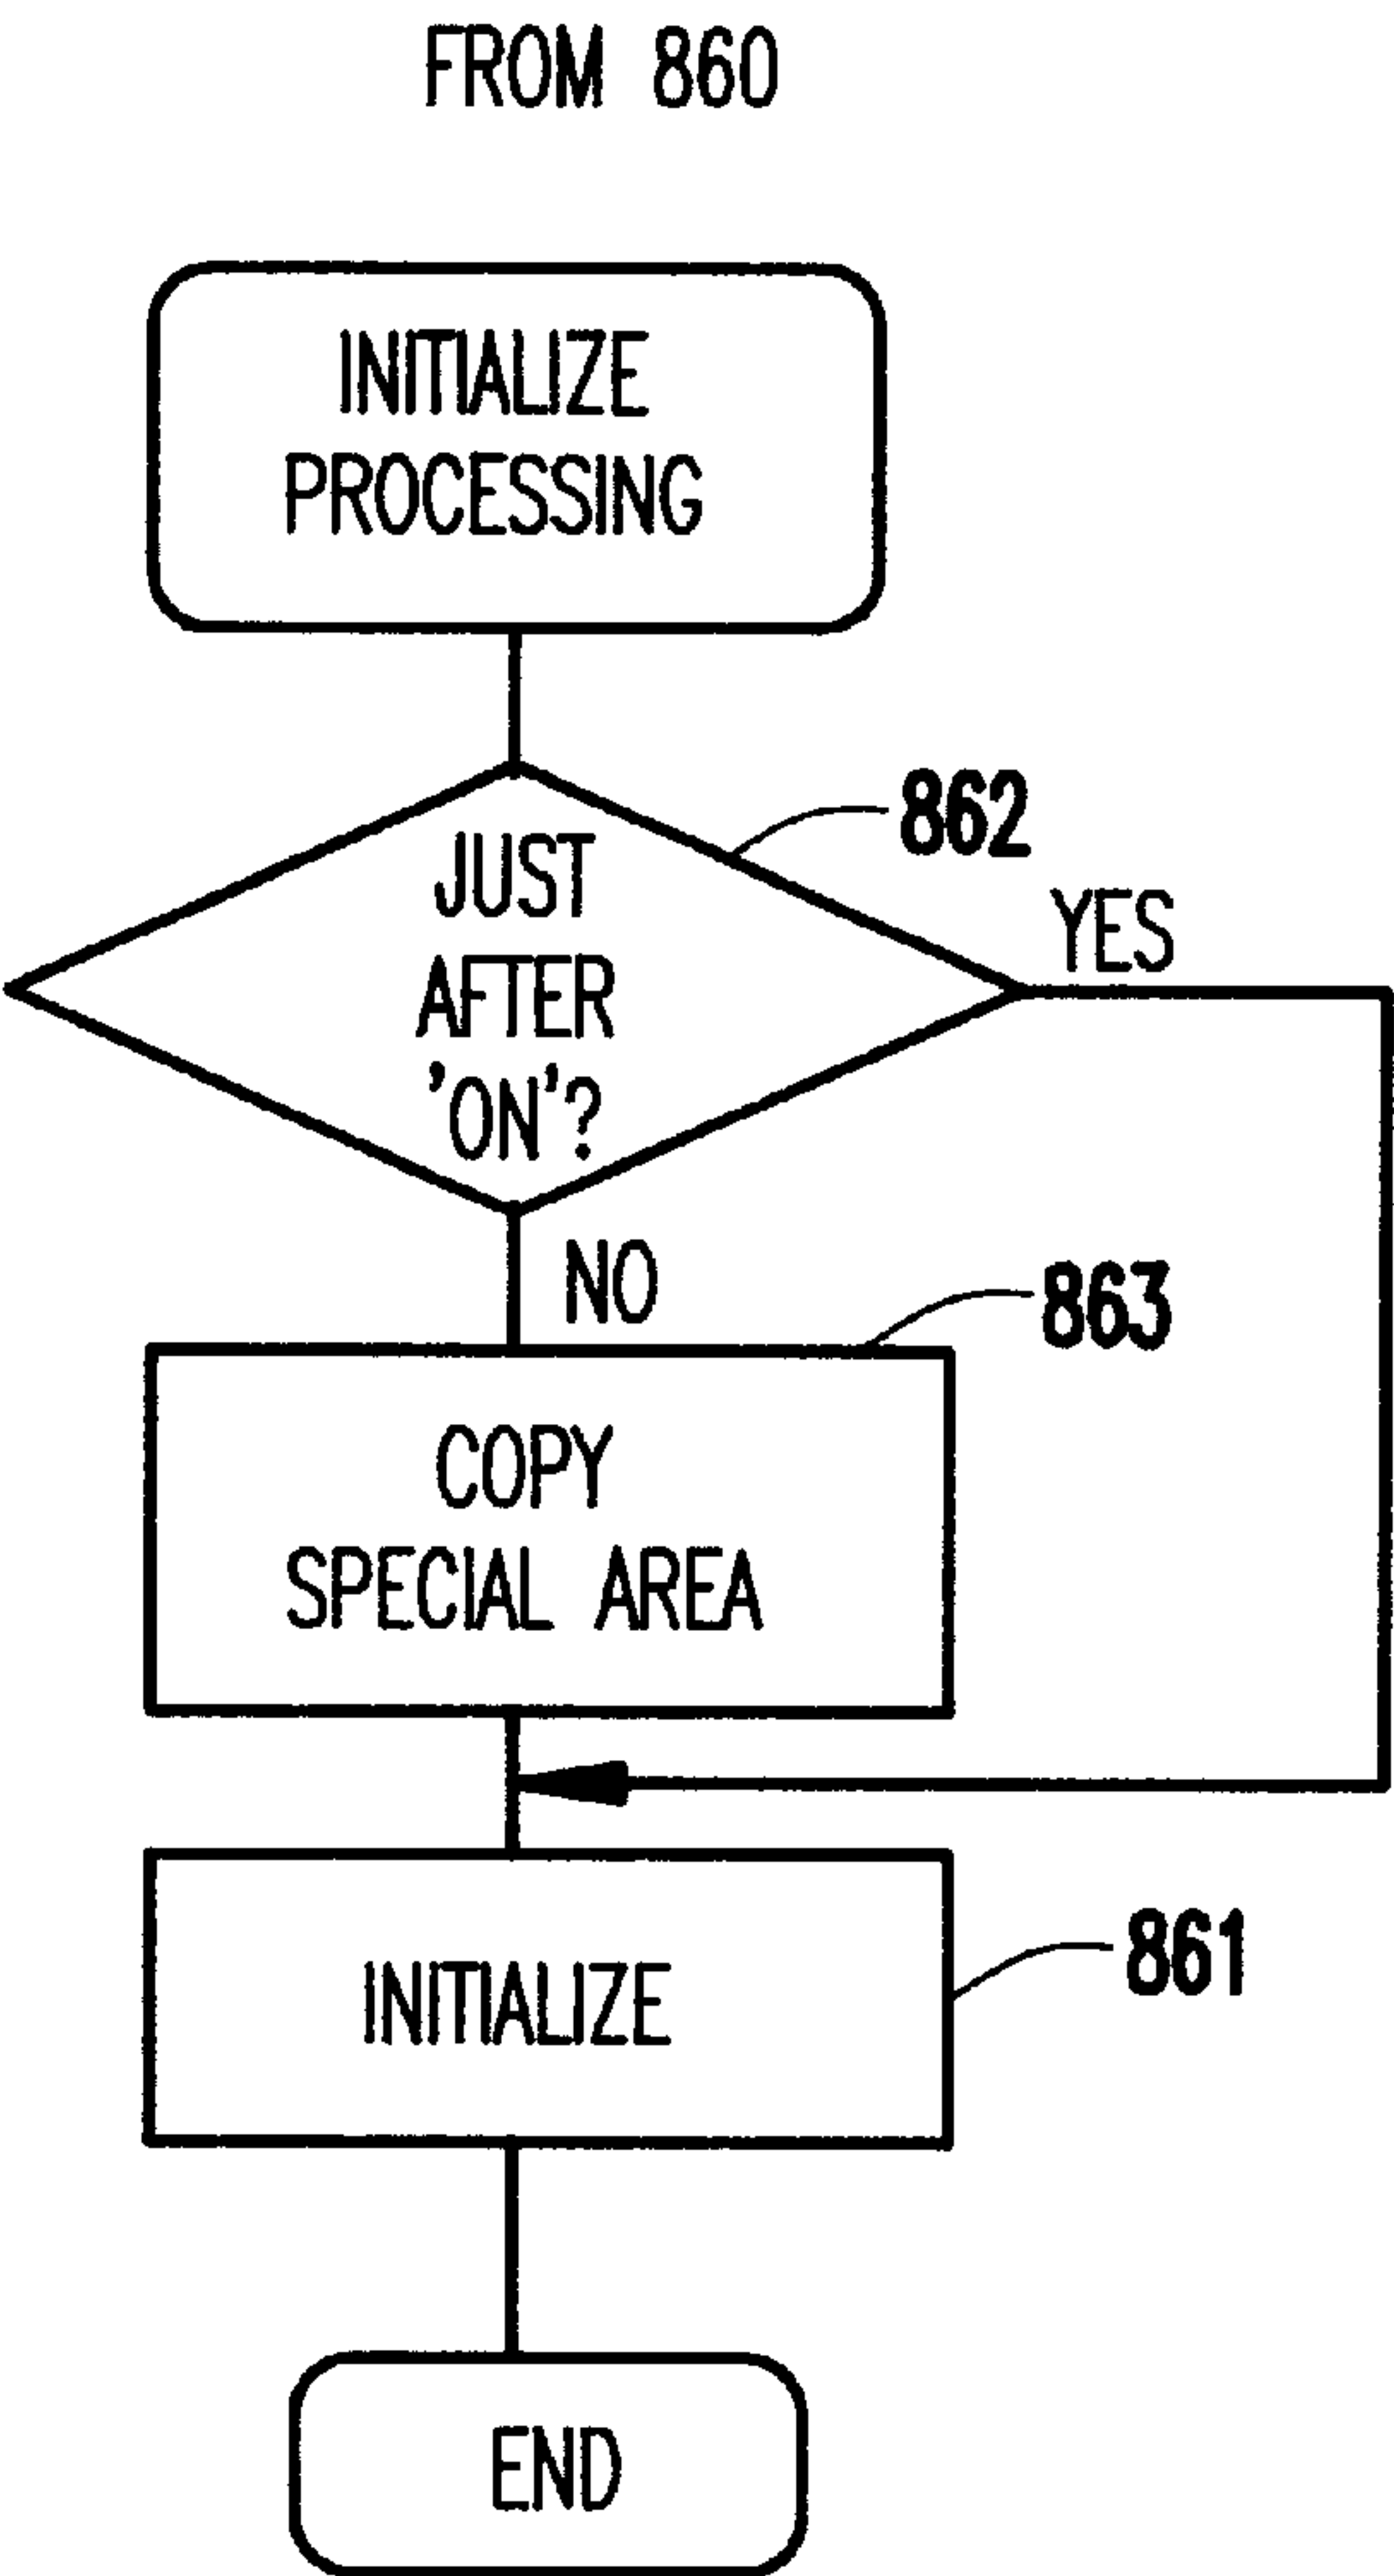 FROM 860
INITIALIZE
PROCESSING
862
JUST
AFTER
'ON'?
YES
NO
863
COPY
SPECIAL AREA
INITIALIZE
861
END